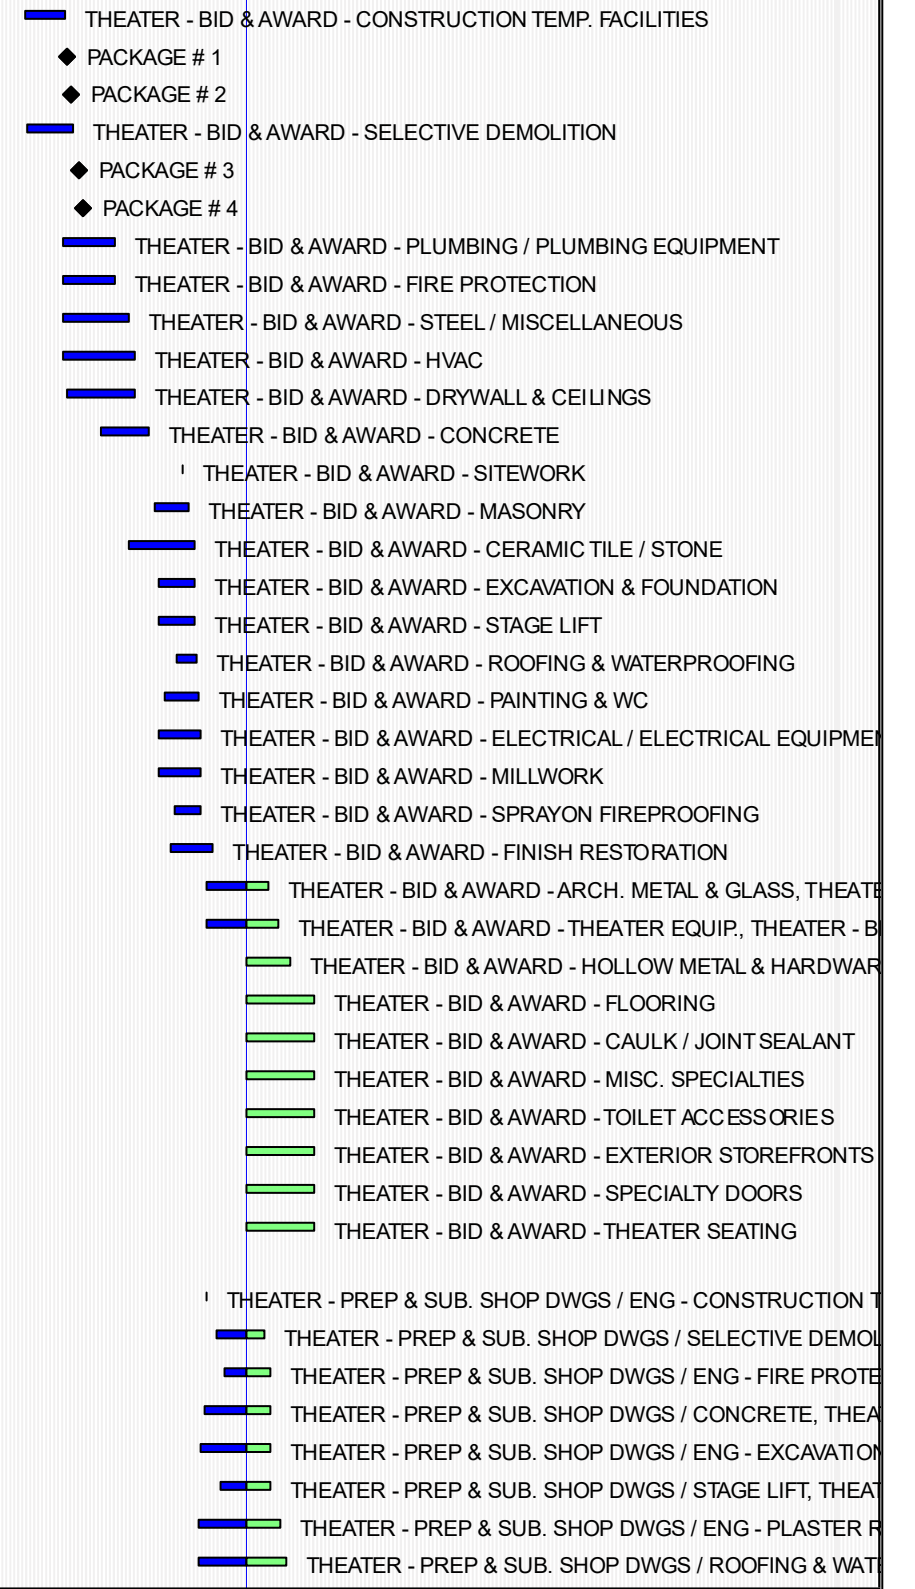 THEATER - BID & AWARD - CONSTRUCTION TEMP. FACILITIES
PACKAGE # 1
PACKAGE # 2
THEATER - BID & AWARD - SELECTIVE DEMOLITION
PACKAGE # 3
PACKAGE # 4
THEATER - BID & AWARD - PLUMBING / PLUMBING EQUIPMENT
THEATER - BID & AWARD - FIRE PROTECTION
THEATER - BID & AWARD - STEEL / MISCELLANEOUS
THEATER - BID & AWARD - HVAC
THEATER - BID & AWARD - DRYWALL & CEILINGS
THEATER - BID & AWARD - CONCRETE
THEATER - BID & AWARD - SITEWORK
THEATER - BID & AWARD - MASONRY
THEATER - BID & AWARD - CERAMIC TILE / STONE
THEATER - BID & AWARD - EXCAVATION & FOUNDATION
THEATER - BID & AWARD - STAGE LIFT
THEATER - BID & AWARD - ROOFING & WATERPROOFING
THEATER - BID & AWARD - PAINTING & WC
THEATER - BID & AWARD - ELECTRICAL / ELECTRICAL EQUIPMEN
THEATER - BID & AWARD - MILLWORK
THEATER - BID & AWARD - SPRAYON FIREPROOFING
THEATER - BID & AWARD - FINISH RESTORATION
THEATER - BID & AWARD - ARCH. METAL & GLASS, THEATE
THEATER - BID & AWARD - THEATER EQUIP., THEATER - B
THEATER - BID & AWARD - HOLLOW METAL & HARDWAR
THEATER - BID & AWARD - FLOORING
THEATER - BID & AWARD - CAULK / JOINT SEALANT
THEATER - BID & AWARD - MISC. SPECIALTIES
THEATER - BID & AWARD - TOILET ACCESSORIES
THEATER - BID & AWARD - EXTERIOR STOREFRONTS
THEATER - BID & AWARD - SPECIALTY DOORS
THEATER - BID & AWARD - THEATER SEATING
THEATER - PREP & SUB. SHOP DWGS / ENG - CONSTRUCTION T
THEATER - PREP & SUB. SHOP DWGS / SELECTIVE DEMOL
THEATER - PREP & SUB. SHOP DWGS / ENG - FIRE PROTE
THEATER - PREP & SUB. SHOP DWGS / CONCRETE, THEA
THEATER - PREP & SUB. SHOP DWGS / ENG - EXCAVATION
THEATER - PREP & SUB. SHOP DWGS / STAGE LIFT, THEAT
THEATER - PREP & SUB. SHOP DWGS / ENG - PLASTER R
THEATER - PREP & SUB. SHOP DWGS / ROOFING & WAT